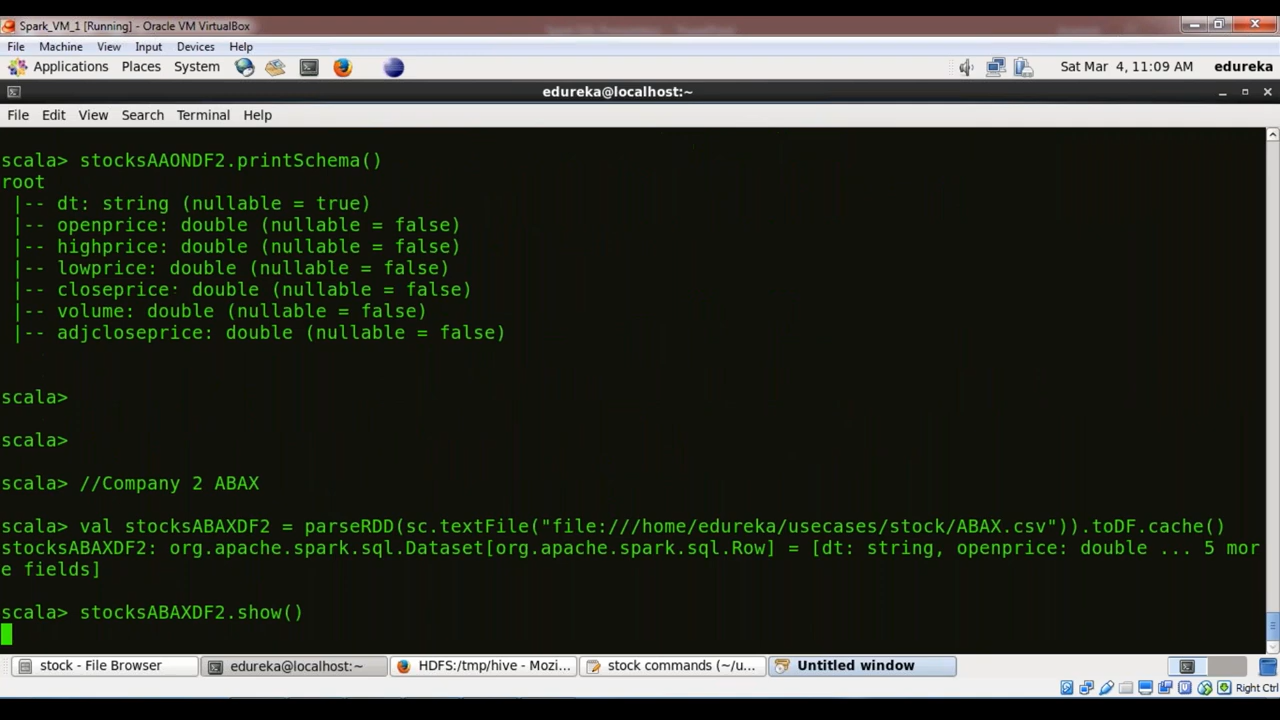 Spark_VM_1 [Running] - Oracle VM VirtualBox
File Machine View Input Devices Help
Applications Places System Sat Mar 4, 11:09 AM edureka
edureka@localhost:~
File Edit View Search Terminal Help
scala> stocksAAONDF2.printSchema()
root
|-- dt: string (nullable = true)
|-- openprice: double (nullable = false)
|-- highprice: double (nullable = false)
|-- lowprice: double (nullable = false)
|-- closeprice: double (nullable = false)
|-- volume: double (nullable = false)
|-- adjcloseprice: double (nullable = false)
scala>
scala>
scala> //Company 2 ABAX
scala> val stocksABAXDF2 = parseRDD(sc.textFile("file:///home/edureka/usecases/stock/ABAX.csv")).toDF.cache()
stocksABAXDF2: org.apache.spark.sql.Dataset[org.apache.spark.sql.Row] = [dt: string, openprice: double ... 5 mor
e fields]
scala> stocksABAXDF2.show()
stock - File Browser edureka@localhost:~ HDFS:/tmp/hive - Mozi... stock commands (~/u... Untitled window
Right Ctrl